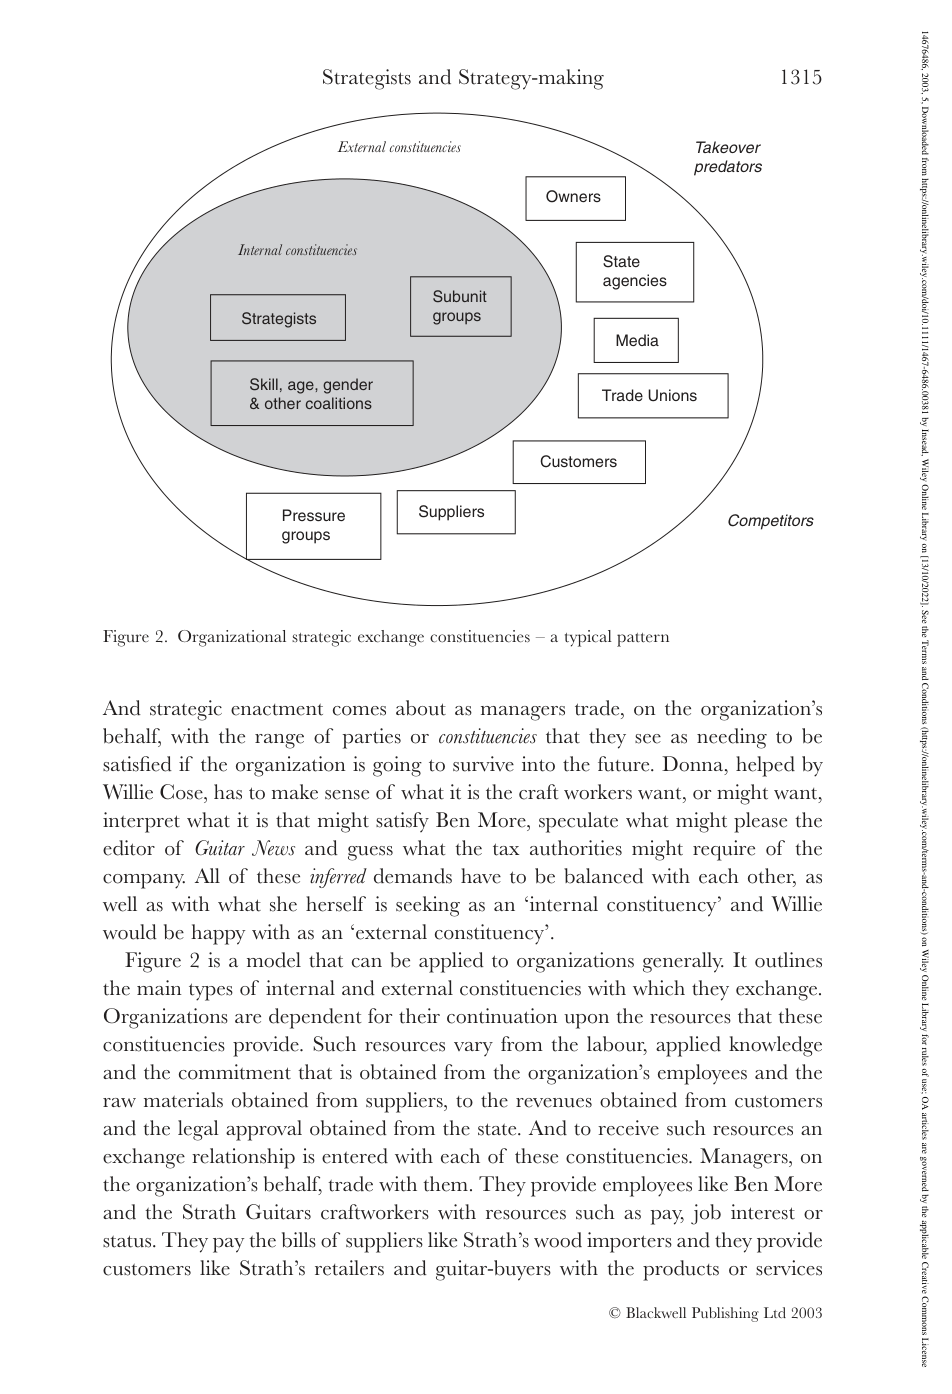 Strategists and Strategy-making 1315
External constituencies
Takeover
predators
Owners
Internal constituencies
State
agencies
Subunit
groups
Strategists
Media
Skill, age, gender
& other coalitions
Trade Unions
Customers
Pressure
groups
Suppliers
Competitors
Figure 2. Organizational strategic exchange constituencies – a typical pattern
And strategic enactment comes about as managers trade, on the organization’s
behalf, with the range of parties or constituencies that they see as needing to be
satisfied if the organization is going to survive into the future. Donna, helped by
Willie Cose, has to make sense of what it is the craft workers want, or might want,
interpret what it is that might satisfy Ben More, speculate what might please the
editor of Guitar News and guess what the tax authorities might require of the
company. All of these inferred demands have to be balanced with each other, as
well as with what she herself is seeking as an ‘internal constituency’ and Willie
would be happy with as an ‘external constituency’.
Figure 2 is a model that can be applied to organizations generally. It outlines
the main types of internal and external constituencies with which they exchange.
Organizations are dependent for their continuation upon the resources that these
constituencies provide. Such resources vary from the labour, applied knowledge
and the commitment that is obtained from the organization’s employees and the
raw materials obtained from suppliers, to the revenues obtained from customers
and the legal approval obtained from the state. And to receive such resources an
exchange relationship is entered with each of these constituencies. Managers, on
the organization’s behalf, trade with them. They provide employees like Ben More
and the Strath Guitars craftworkers with resources such as pay, job interest or
status. They pay the bills of suppliers like Strath’s wood importers and they provide
customers like Strath’s retailers and guitar-buyers with the products or services
© Blackwell Publishing Ltd 2003
14676486, 2003, 5, Downloaded from https://onlinelibrary.wiley.com/doi/10.1111/1467-6486.00381 by Insead, Wiley Online Library on [13/10/2022]. See the Terms and Conditions (https://onlinelibrary.wiley.com/terms-and-conditions) on Wiley Online Library for rules of use; OA articles are governed by the applicable Creative Commons License